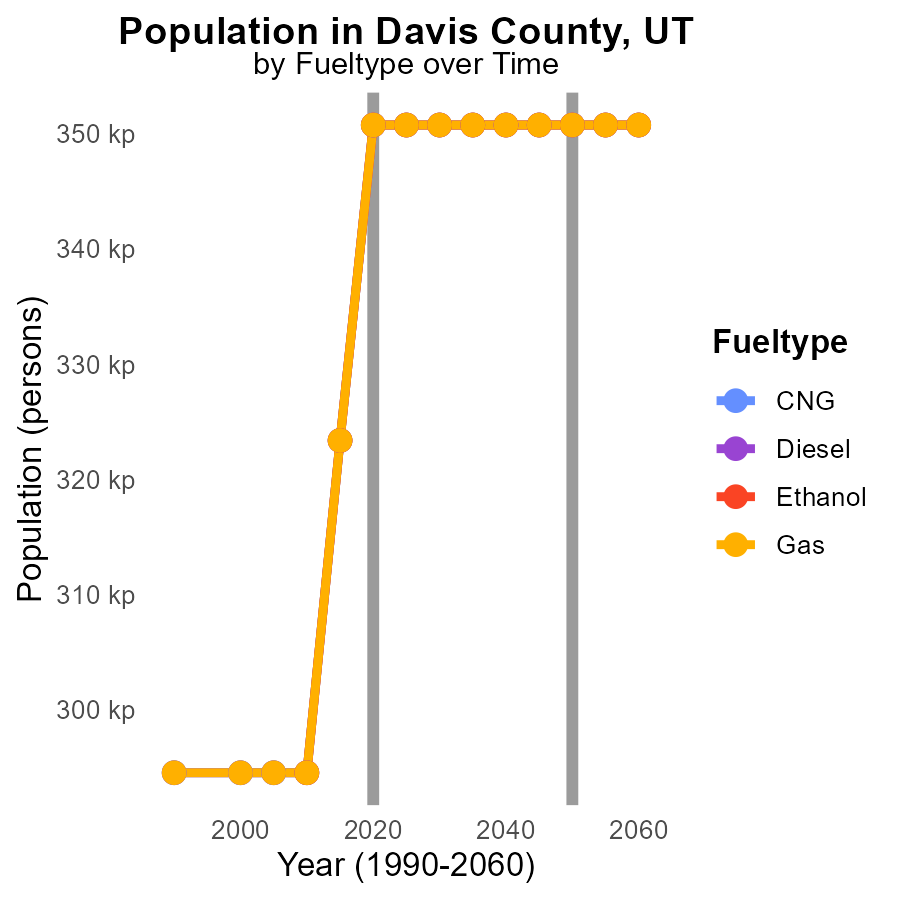 Population in Davis County, UT
by Fueltype over Time
350 kp
340 kp
330 kp
320 kp
310 kp
300 kp
Population (persons)
2000 2020 2040 2060
Year (1990-2060)
Fueltype
CNG
Diesel
Ethanol
Gas